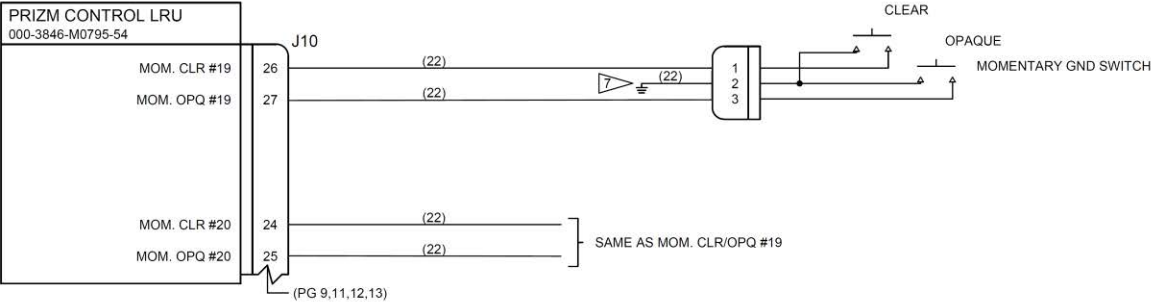 PRIZM CONTROL LRU
000-3846-M0795-54
J10
CLEAR
OPAQUE
MOMENTARY GND SWITCH
MOM. CLR #19 26 (22) 1
7 (22) 2
MOM. OPQ #19 27 (22) 3
MOM. CLR #20 24 (22)
SAME AS MOM. CLR/OPQ #19
MOM. OPQ #20 25 (22)
(PG 9,11,12,13)